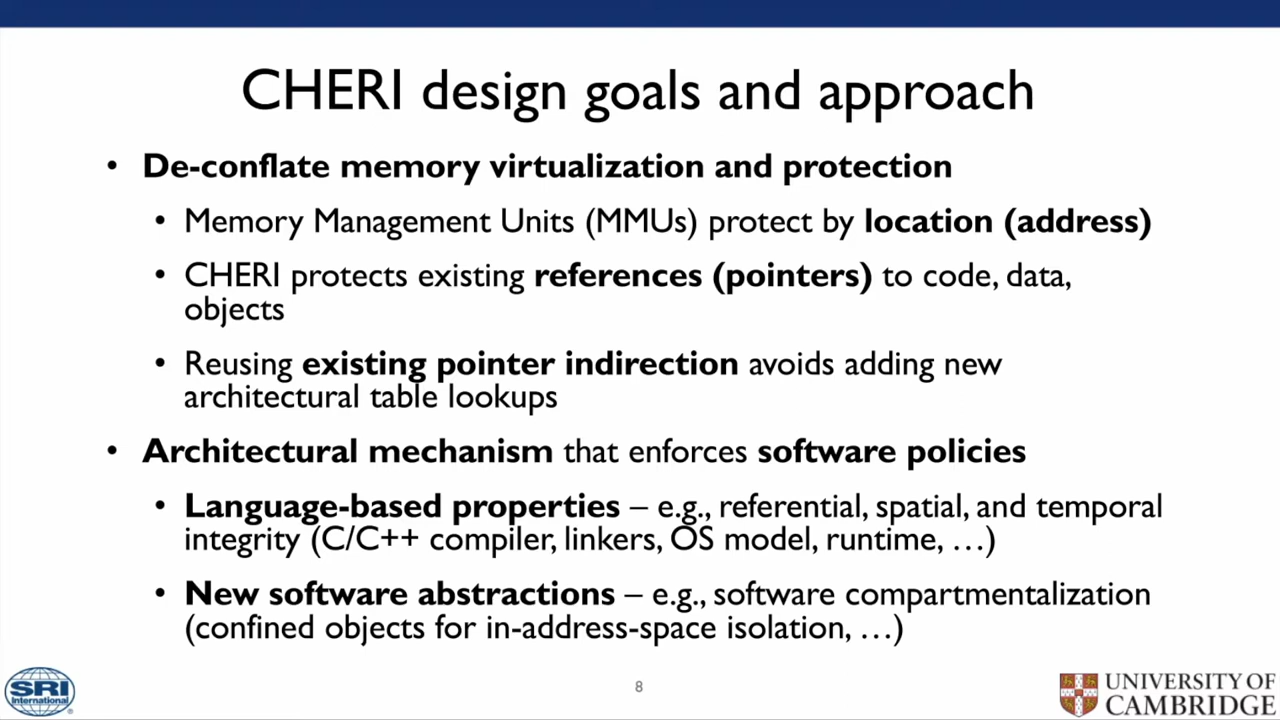 CHERI design goals and approach
• De-conflate memory virtualization and protection
• Memory Management Units (MMUs) protect by location (address)
• CHERI protects existing references (pointers) to code, data,
objects
• Reusing existing pointer indirection avoids adding new
architectural table lookups
• Architectural mechanism that enforces software policies
• Language-based properties – e.g., referential, spatial, and temporal
integrity (C/C++ compiler, linkers, OS model, runtime, …)
• New software abstractions – e.g., software compartmentalization
(confined objects for in-address-space isolation, …)
SRI
International®
8
UNIVERSITY OF
CAMBRIDGE